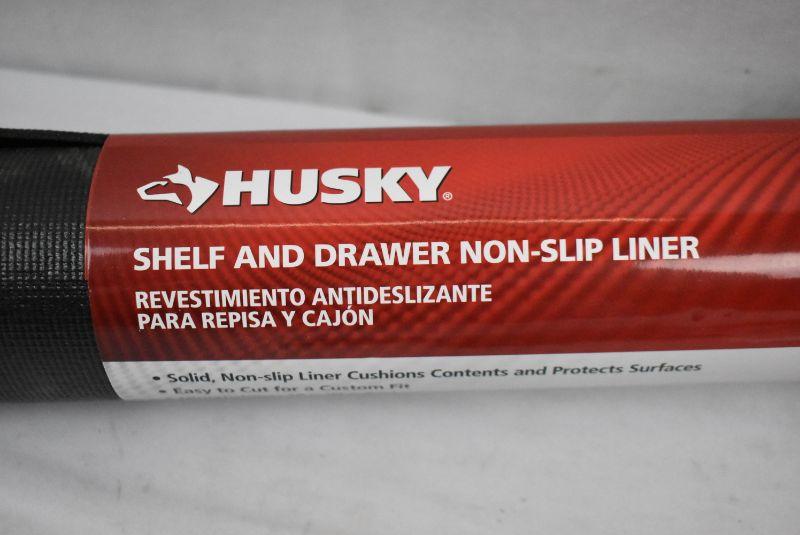 HUSKY®
SHELF AND DRAWER NON-SLIP LINER
REVESTIMIENTO ANTIDESLIZANTE
PARA REPISA Y CAJÓN
• Solid, Non-slip Liner Cushions Contents and Protects Surfaces
• Easy to Cut for a Custom Fit